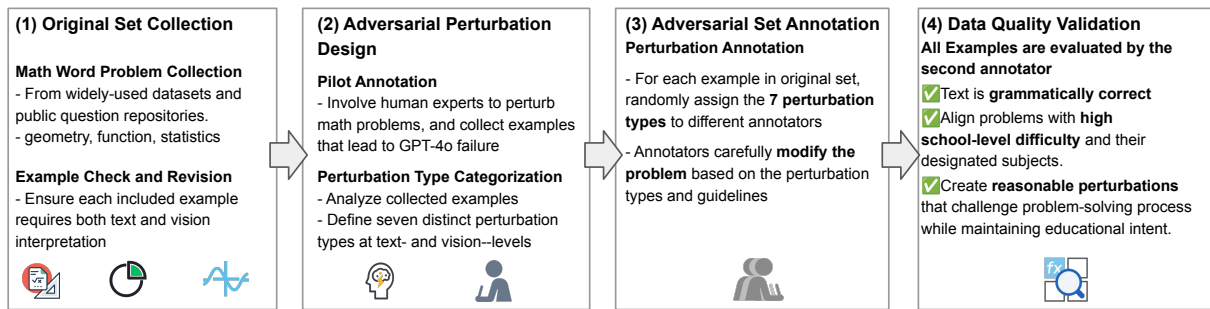 (1) Original Set Collection
Math Word Problem Collection
- From widely-used datasets and
public question repositories.
- geometry, function, statistics
Example Check and Revision
- Ensure each included example
requires both text and vision
interpretation
(2) Adversarial Perturbation
Design
Pilot Annotation
- Involve human experts to perturb
math problems, and collect examples
that lead to GPT-4o failure
Perturbation Type Categorization
- Analyze collected examples
- Define seven distinct perturbation
types at text- and vision--levels
(3) Adversarial Set Annotation
Perturbation Annotation
- For each example in original set,
randomly assign the 7 perturbation
types to different annotators
- Annotators carefully modify the
problem based on the perturbation
types and guidelines
(4) Data Quality Validation
All Examples are evaluated by the
second annotator
✅Text is grammatically correct
✅Align problems with high
school-level difficulty and their
designated subjects.
✅Create reasonable perturbations
that challenge problem-solving process
while maintaining educational intent.
fx